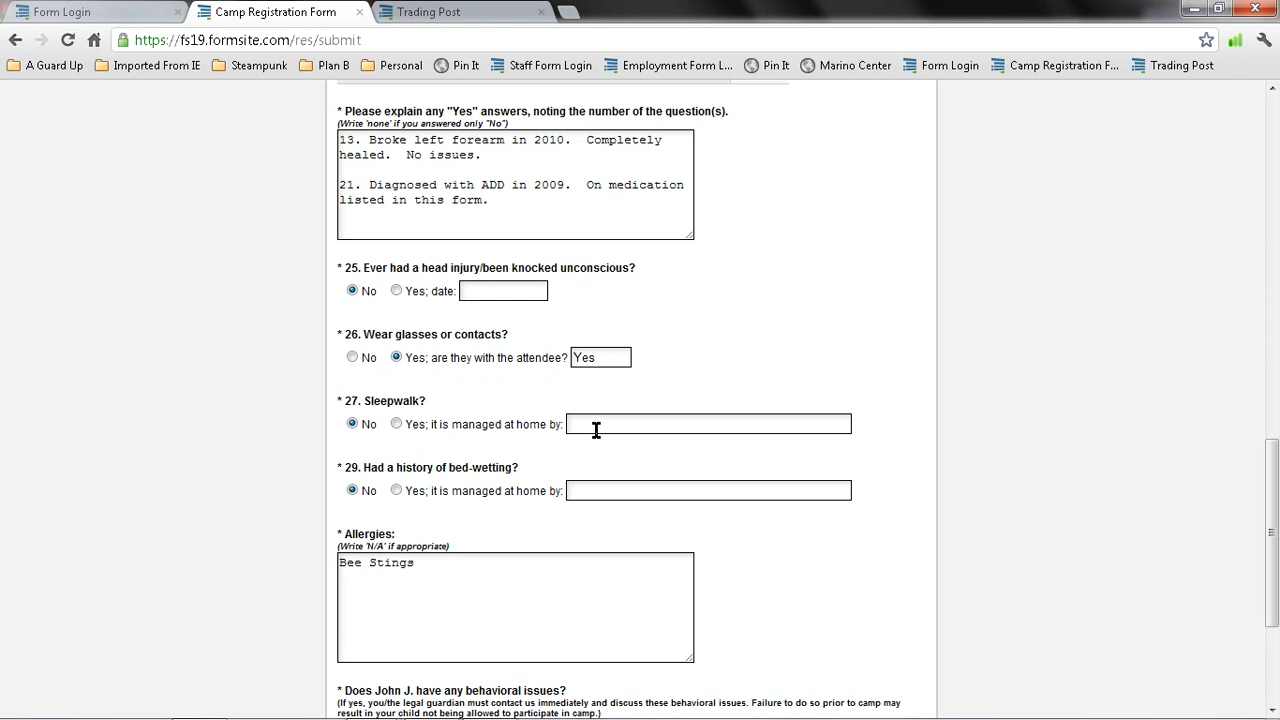 Form Login
Camp Registration Form
Trading Post
https://fs19.formsite.com/res/submit
A Guard Up
Imported From IE
Steampunk
Plan B
Personal
Pin It
Staff Form Login
Employment Form L...
Pin It
Marino Center
Form Login
Camp Registration F...
Trading Post
* Please explain any "Yes" answers, noting the number of the question(s).
(Write 'none' if you answered only "No")
13. Broke left forearm in 2010.  Completely
healed.  No issues.
21. Diagnosed with ADD in 2009.  On medication
listed in this form.
* 25. Ever had a head injury/been knocked unconscious?
No Yes; date:
* 26. Wear glasses or contacts?
No Yes; are they with the attendee? Yes
* 27. Sleepwalk?
No Yes; it is managed at home by:
* 29. Had a history of bed-wetting?
No Yes; it is managed at home by:
* Allergies:
(Write 'N/A' if appropriate)
Bee Stings
* Does John J. have any behavioral issues?
(If yes, you/the legal guardian must contact us immediately and discuss these behavioral issues. Failure to do so prior to camp may
result in your child not being allowed to participate in camp.)